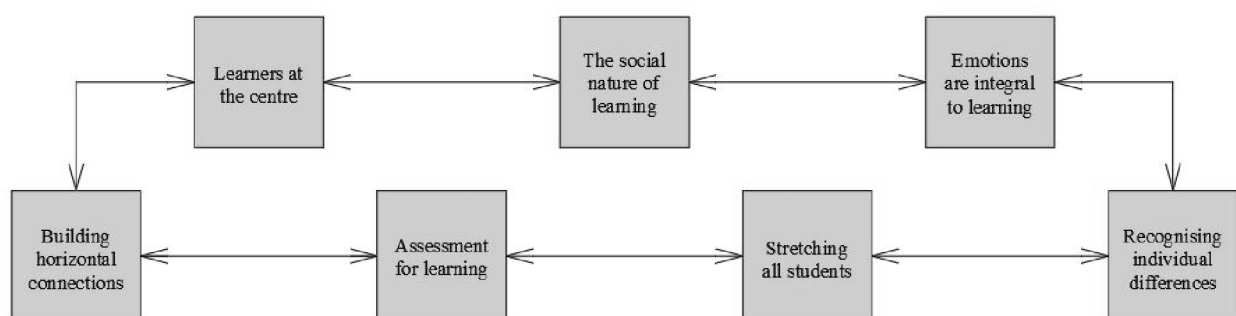 Learners at
the centre
The social
nature of
learning
Emotions
are integral
to learning
Building
horizontal
connections
Assessment
for learning
Stretching
all students
Recognising
individual
differences